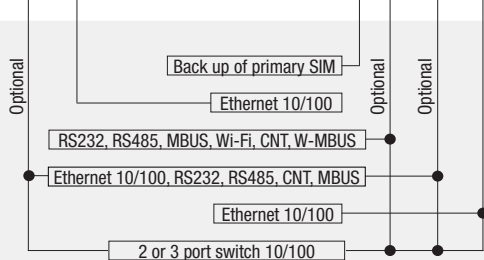 Back up of primary SIM
Optional
Optional
Optional
Ethernet 10/100
RS232, RS485, MBUS, Wi-Fi, CNT, W-MBUS
Ethernet 10/100, RS232, RS485, CNT, MBUS
Ethernet 10/100
2 or 3 port switch 10/100